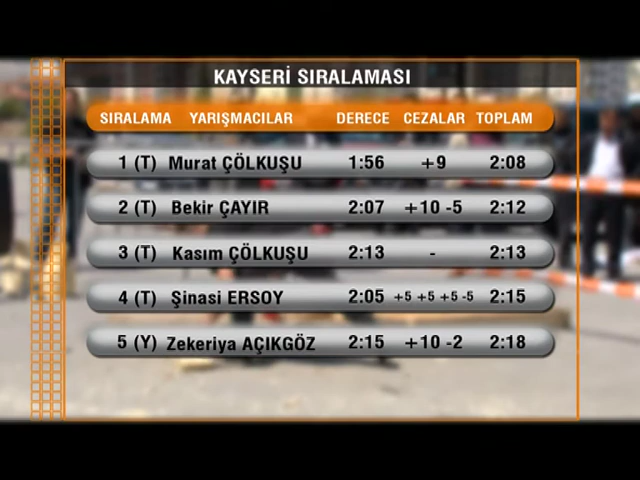 KAYSERİ SIRALAMASI
SIRALAMA YARIŞMACILAR DERECE CEZALAR TOPLAM
1 (T) Murat ÇÖLKUŞU 1:56 +9 2:08
2 (T) Bekir ÇAYIR 2:07 +10 -5 2:12
3 (T) Kasım ÇÖLKUŞU 2:13 - 2:13
4 (T) Şinasi ERSOY 2:05 +5 +5 +5 -5 2:15
5 (Y) Zekeriya AÇIKGÖZ 2:15 +10 -2 2:18